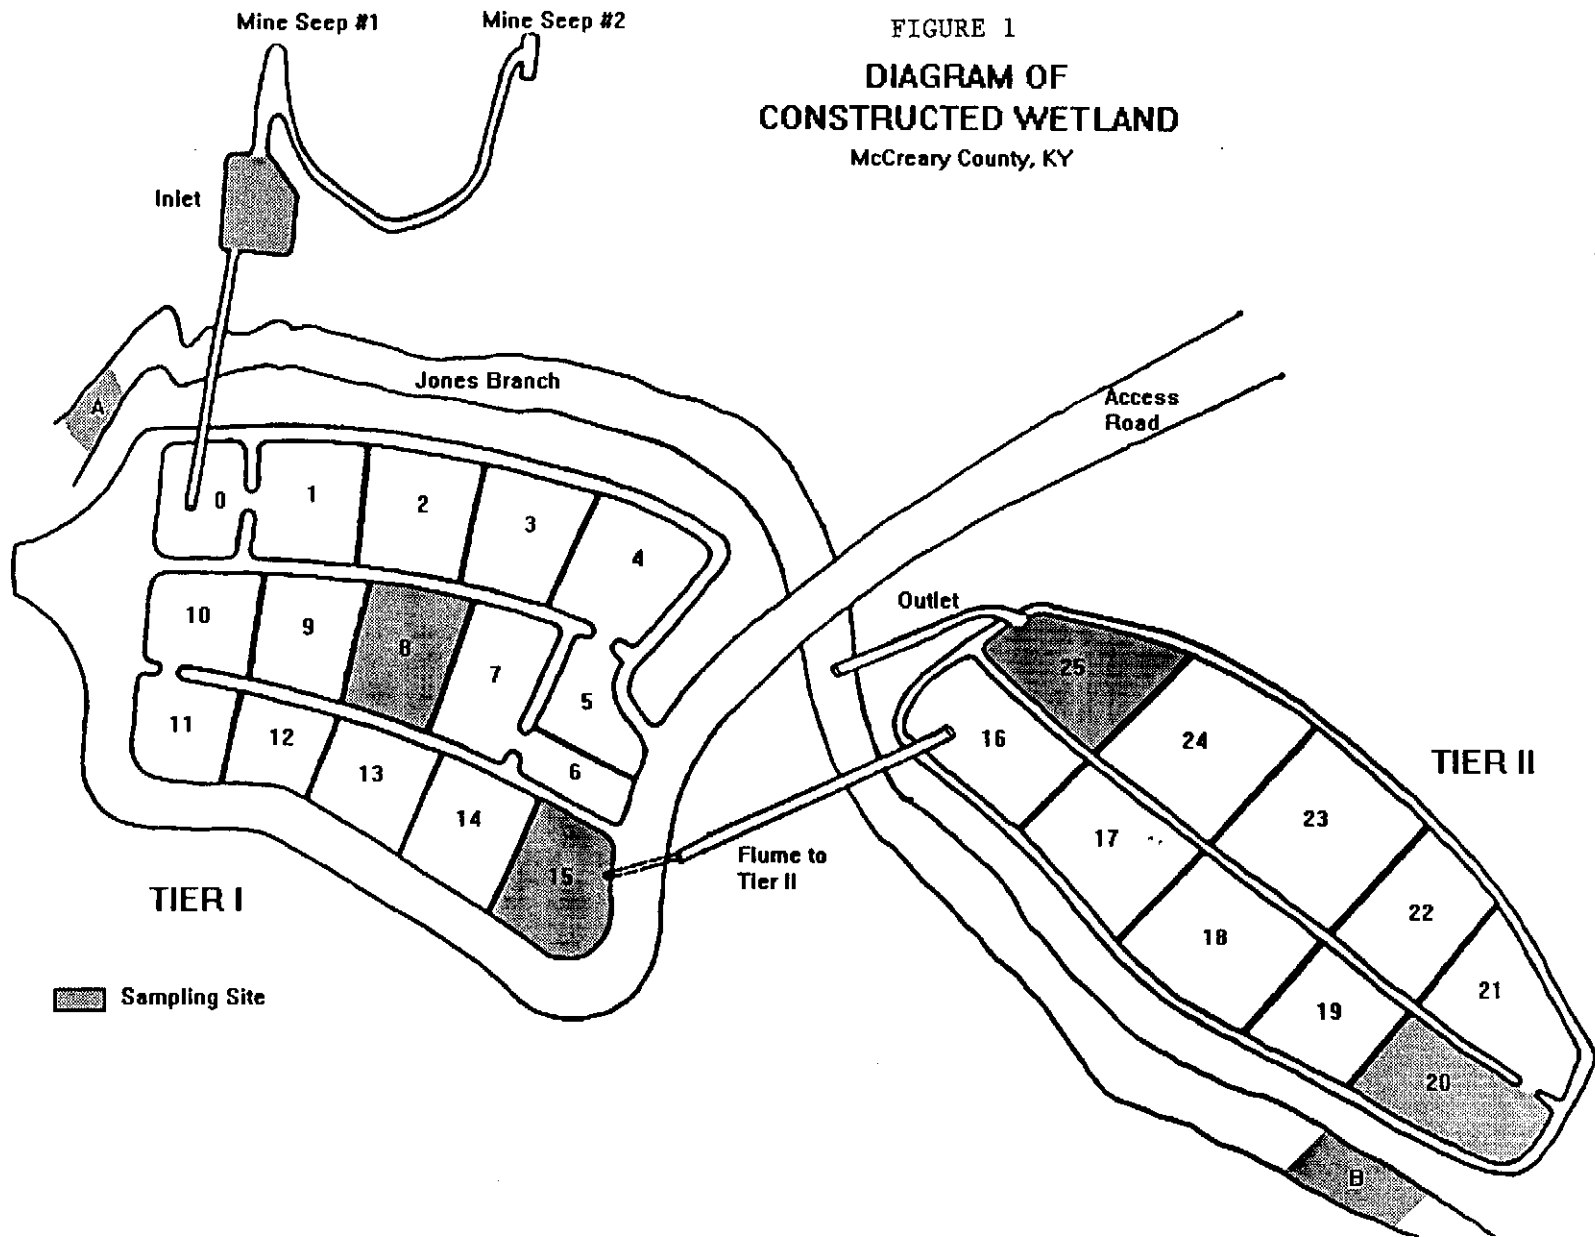 Mine Seep #1
Mine Seep #2
FIGURE 1
DIAGRAM OF
CONSTRUCTED WETLAND
McCreary County, KY
Inlet
Jones Branch
A
Access
Road
0
1
2
3
4
10
9
8
7
5
11
12
13
14
6
15
Outlet
25
16
24
17
23
18
22
19
21
20
TIER II
Flume to
Tier II
TIER I
Sampling Site
B